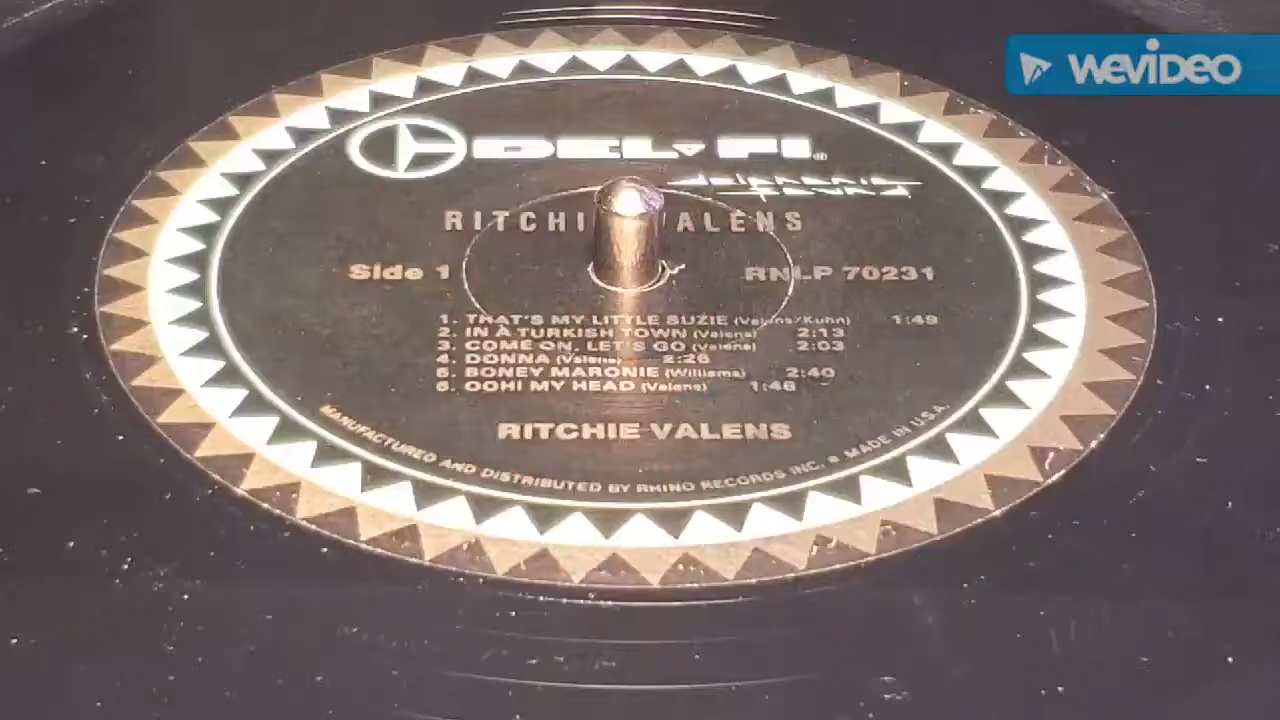 WEVIDEO
DEL-FI
RITCHI VALENS
Side 1 RNLP 70231
1. THAT'S MY LITTLE SUZIE (Valens/Kuhn) 1:49
2. IN A TURKISH TOWN (Valens) 2:13
3. COME ON, LET'S GO (Valens) 2:03
4. DONNA (Valens) 2:26
5. BONEY MARONIE (Williams) 2:40
6. OOH! MY HEAD (Valens) 1:46
RITCHIE VALENS
MANUFACTURED AND DISTRIBUTED BY RHINO RECORDS INC. • MADE IN U.S.A.